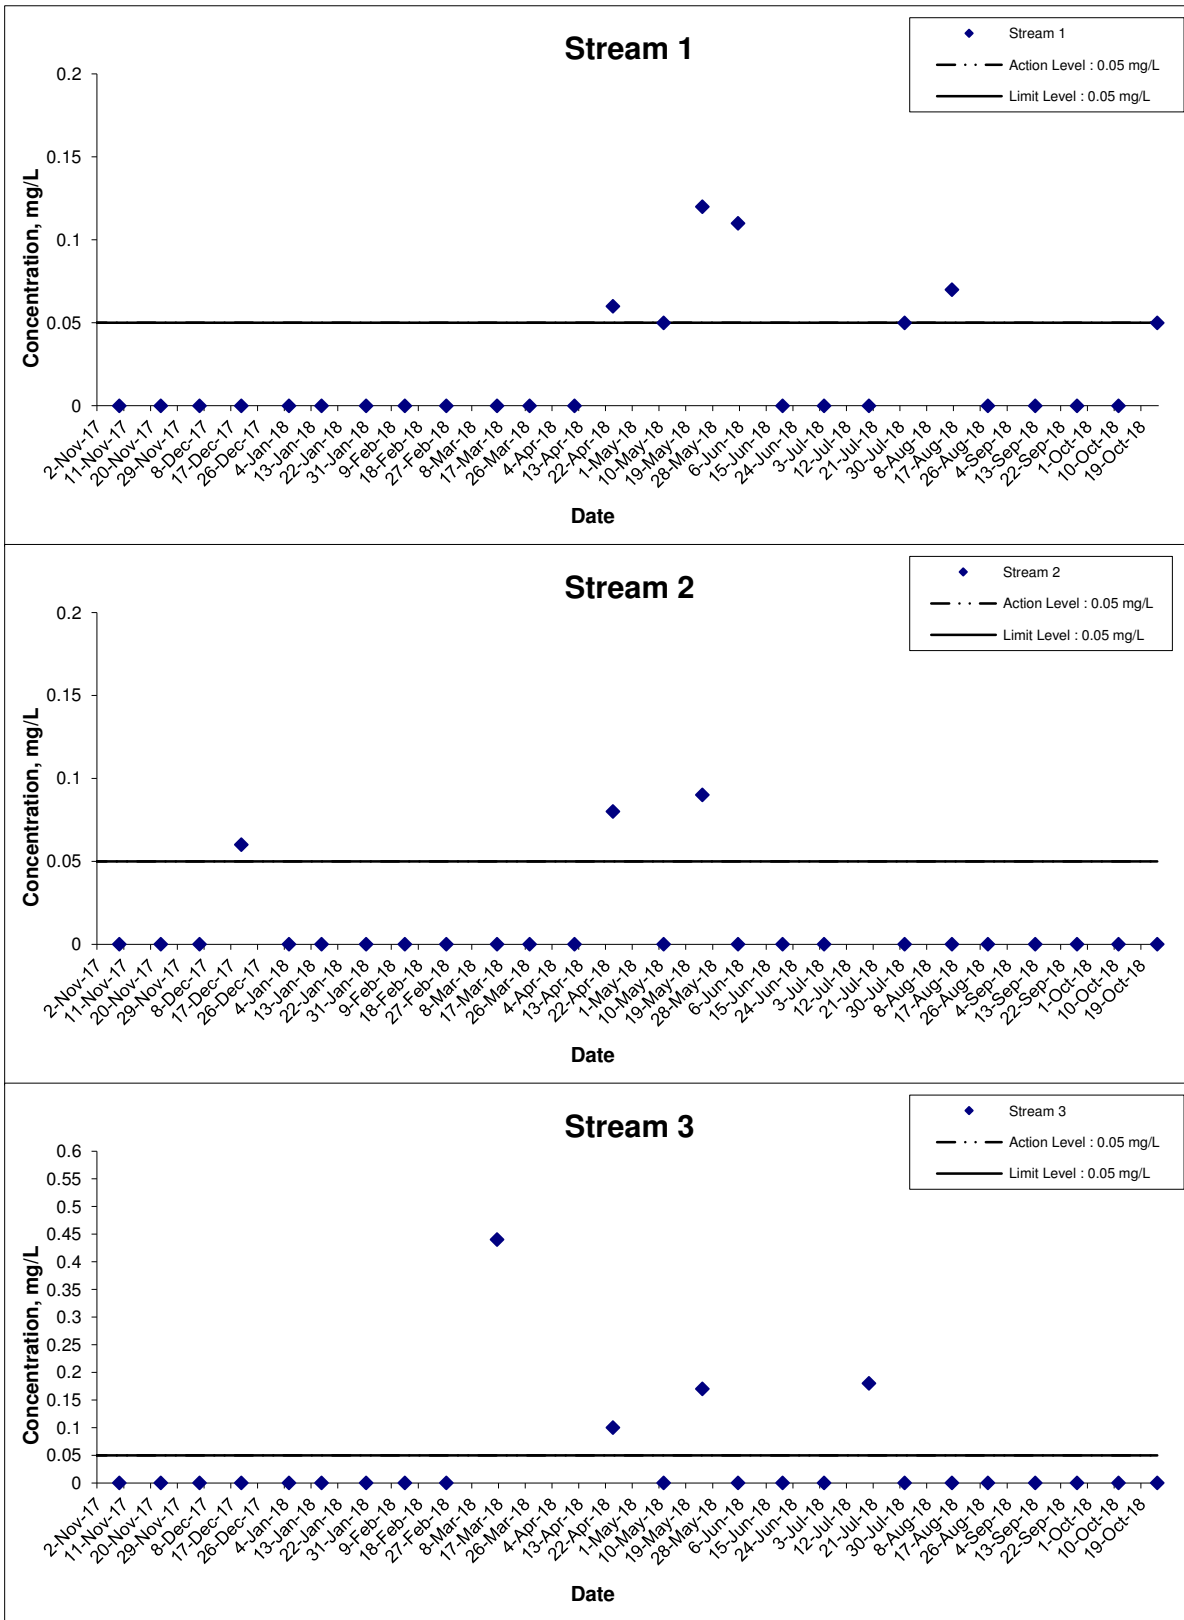 Stream 1
Stream 1
Action Level : 0.05 mg/L
Limit Level : 0.05 mg/L
Concentration, mg/L
0.2
0.15
0.1
0.05
0
2-Nov-17
11-Nov-17
20-Nov-17
29-Nov-17
8-Dec-17
17-Dec-17
26-Dec-17
4-Jan-18
13-Jan-18
22-Jan-18
31-Jan-18
9-Feb-18
18-Feb-18
27-Feb-18
8-Mar-18
17-Mar-18
26-Mar-18
4-Apr-18
13-Apr-18
22-Apr-18
1-May-18
10-May-18
19-May-18
28-May-18
6-Jun-18
15-Jun-18
24-Jun-18
3-Jul-18
12-Jul-18
21-Jul-18
30-Jul-18
8-Aug-18
17-Aug-18
26-Aug-18
4-Sep-18
13-Sep-18
22-Sep-18
1-Oct-18
10-Oct-18
19-Oct-18
Date
Stream 2
Stream 2
Action Level : 0.05 mg/L
Limit Level : 0.05 mg/L
Concentration, mg/L
0.2
0.15
0.1
0.05
0
2-Nov-17
11-Nov-17
20-Nov-17
29-Nov-17
8-Dec-17
17-Dec-17
26-Dec-17
4-Jan-18
13-Jan-18
22-Jan-18
31-Jan-18
9-Feb-18
18-Feb-18
27-Feb-18
8-Mar-18
17-Mar-18
26-Mar-18
4-Apr-18
13-Apr-18
22-Apr-18
1-May-18
10-May-18
19-May-18
28-May-18
6-Jun-18
15-Jun-18
24-Jun-18
3-Jul-18
12-Jul-18
21-Jul-18
30-Jul-18
8-Aug-18
17-Aug-18
26-Aug-18
4-Sep-18
13-Sep-18
22-Sep-18
1-Oct-18
10-Oct-18
19-Oct-18
Date
Stream 3
Stream 3
Action Level : 0.05 mg/L
Limit Level : 0.05 mg/L
Concentration, mg/L
0.6
0.55
0.5
0.45
0.4
0.35
0.3
0.25
0.2
0.15
0.1
0.05
0
2-Nov-17
11-Nov-17
20-Nov-17
29-Nov-17
8-Dec-17
17-Dec-17
26-Dec-17
4-Jan-18
13-Jan-18
22-Jan-18
31-Jan-18
9-Feb-18
18-Feb-18
27-Feb-18
8-Mar-18
17-Mar-18
26-Mar-18
4-Apr-18
13-Apr-18
22-Apr-18
1-May-18
10-May-18
19-May-18
28-May-18
6-Jun-18
15-Jun-18
24-Jun-18
3-Jul-18
12-Jul-18
21-Jul-18
30-Jul-18
8-Aug-18
17-Aug-18
26-Aug-18
4-Sep-18
13-Sep-18
22-Sep-18
1-Oct-18
10-Oct-18
19-Oct-18
Date